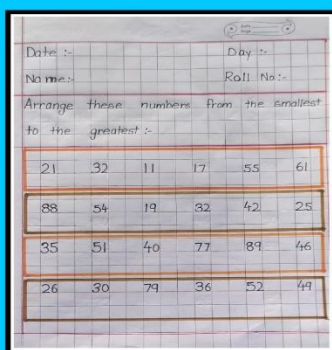 Date :- Day :-
Name:- Roll No:-
Arrange these numbers from the smallest
to the greatest :-
21 32 11 17 55 61
88 54 19 32 42 25
35 51 40 77 89 46
26 30 79 36 52 49